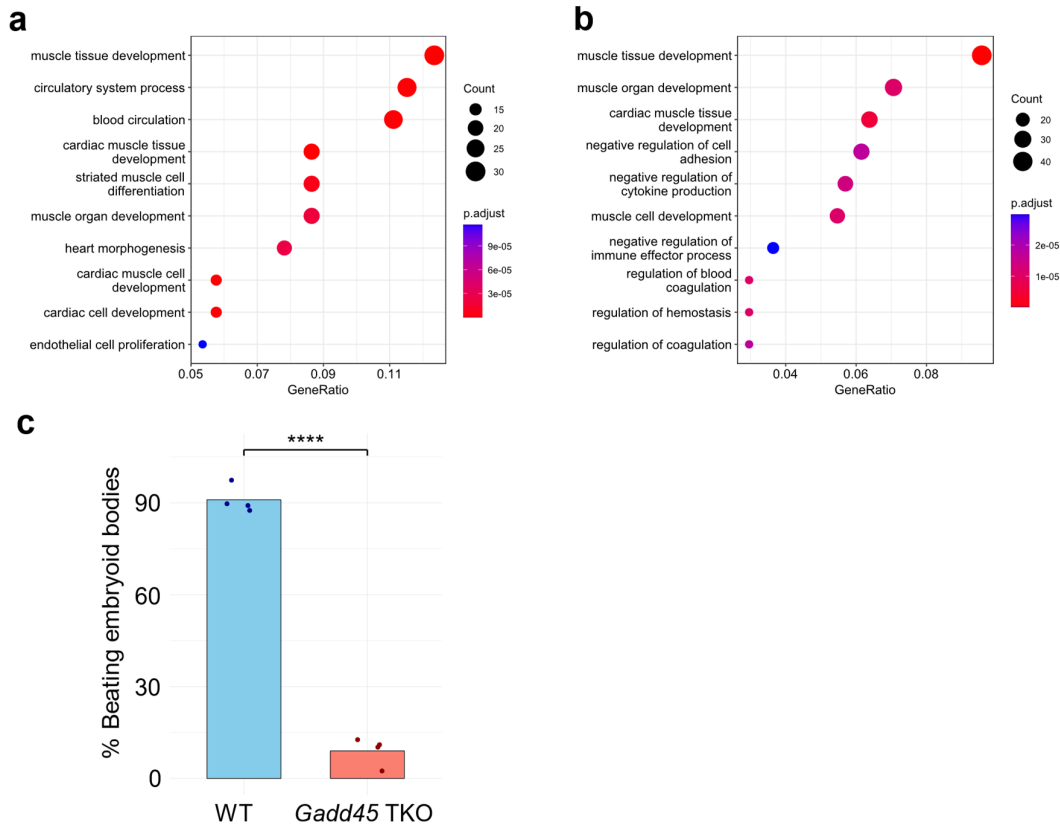 a
muscle tissue development
circulatory system process
blood circulation
cardiac muscle tissue
development
striated muscle cell
differentiation
muscle organ development
heart morphogenesis
cardiac muscle cell
development
cardiac cell development
endothelial cell proliferation
0.05
0.07
0.09
0.11
GeneRatio
Count
15
20
25
30
p.adjust
9e-05
6e-05
3e-05
b
muscle tissue development
muscle organ development
cardiac muscle tissue
development
negative regulation of cell
adhesion
negative regulation of
cytokine production
muscle cell development
negative regulation of
immune effector process
regulation of blood
coagulation
regulation of hemostasis
regulation of coagulation
0.04
0.06
0.08
GeneRatio
Count
20
30
40
p.adjust
2e-05
1e-05
c
****
% Beating embryoid bodies
90
60
30
0
WT
Gadd45 TKO